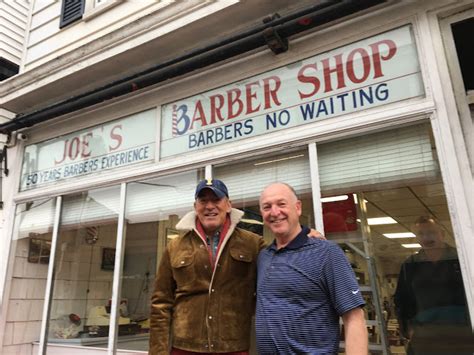 JOE'S
50 YEARS BARBERS EXPERIENCE
BARBER SHOP
BARBERS NO WAITING